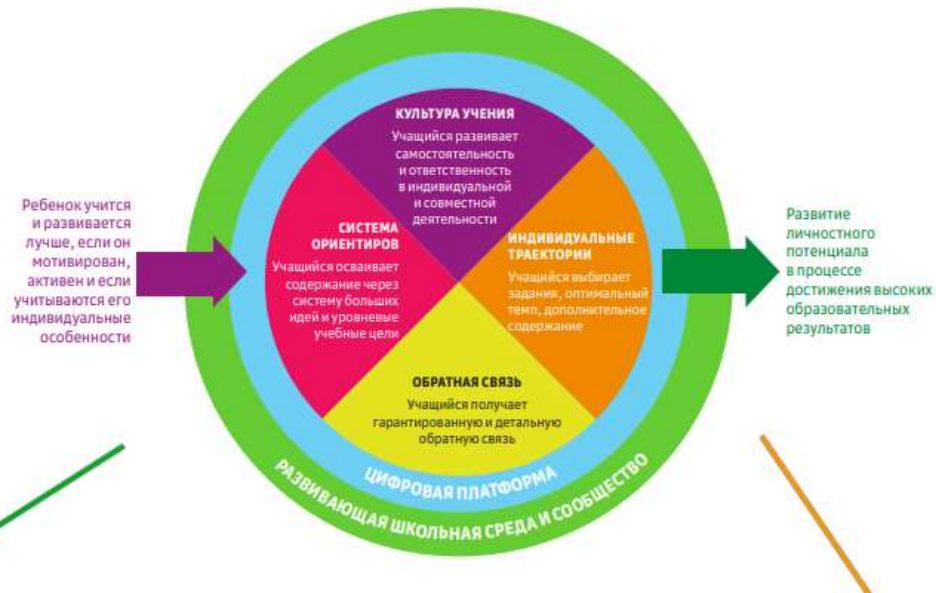 КУЛЬТУРА УЧЕНИЯ
Учащийся развивает
самостоятельность
и ответственность
в индивидуальной
и совместной
деятельности
Ребенок учится
и развивается
лучше, если он
мотивирован,
активен и если
учитываются его
индивидуальные
особенности
СИСТЕМА
ОРИЕНТИРОВ
Учащийся осваивает
содержание через
систему больших
идей и уровневые
учебные цели
ИНДИВИДУАЛЬНЫЕ
ТРАЕКТОРИИ
Учащийся выбирает
задания, оптимальный
темп, дополнительное
содержание
Развитие
личностного
потенциала
в процессе
достижения высоких
образовательных
результатов
ОБРАТНАЯ СВЯЗЬ
Учащийся получает
гарантированную и детальную
обратную связь
ЦИФРОВАЯ ПЛАТФОРМА
РАЗВИВАЮЩАЯ ШКОЛЬНАЯ СРЕДА И СООБЩЕСТВО